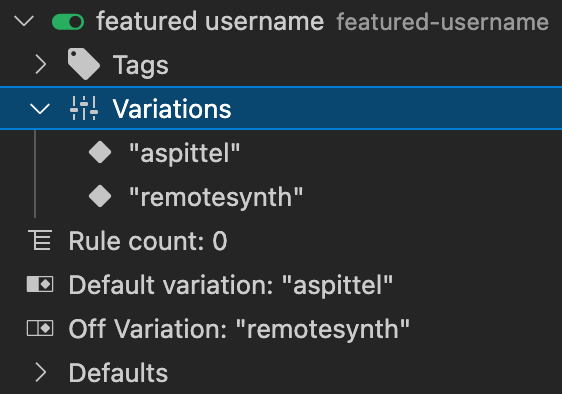 featured username featured-username
Tags
Variations
"aspittel"
"remotesynth"
Rule count: 0
Default variation: "aspittel"
Off Variation: "remotesynth"
Defaults